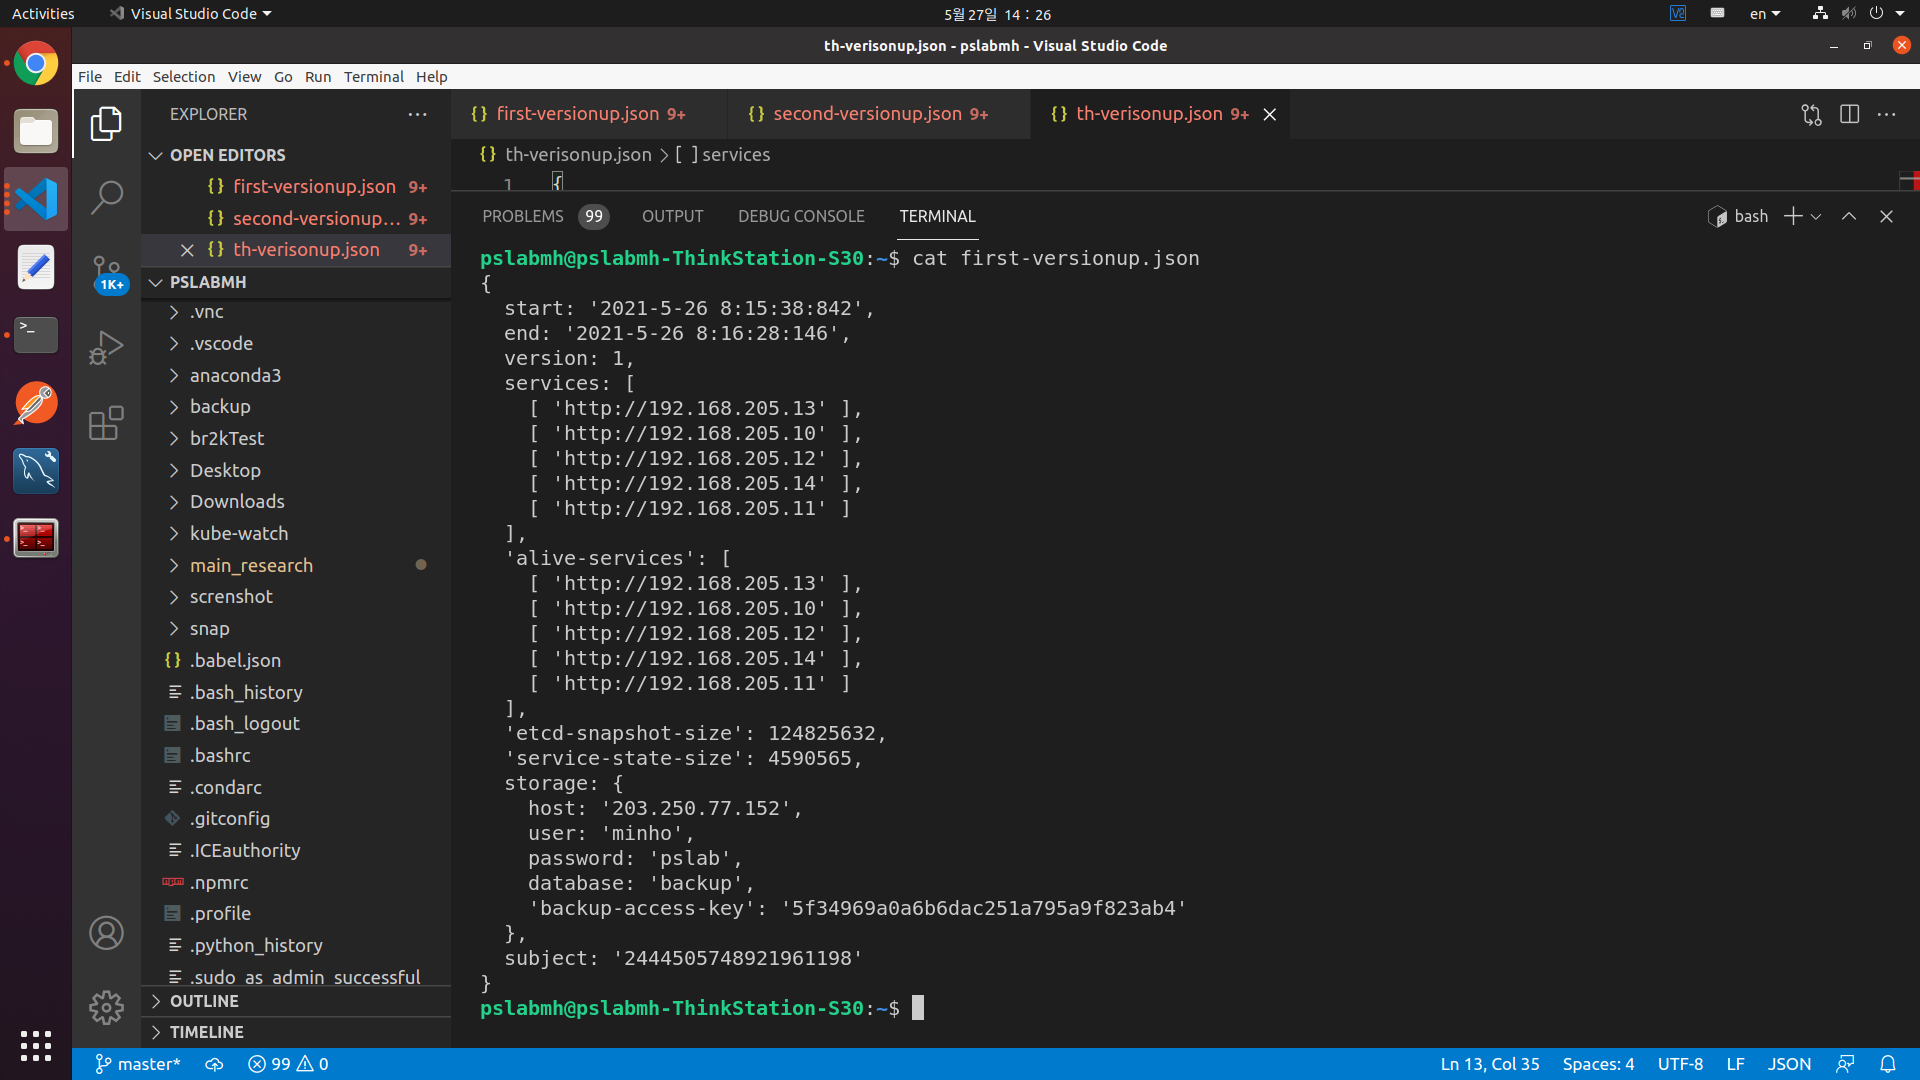 Activities
Visual Studio Code
5월 27일 14 : 26
en
th-verisonup.json - pslabmh - Visual Studio Code
File Edit Selection View Go Run Terminal Help
EXPLORER
OPEN EDITORS
{} first-versionup.json 9+
{} second-versionup... 9+
{} th-verisonup.json 9+
PSLABMH
.vnc
.vscode
anaconda3
backup
br2kTest
Desktop
Downloads
kube-watch
main_research
screnshot
snap
{} .babel.json
.bash_history
.bash_logout
.bashrc
.condarc
.gitconfig
.ICEauthority
.npmrc
.profile
.python_history
.sudo_as_admin_successful
OUTLINE
TIMELINE
1K+
{} first-versionup.json 9+
{} second-versionup.json 9+
{} th-verisonup.json 9+
{} th-verisonup.json > [ ] services
1 {
PROBLEMS 99 OUTPUT DEBUG CONSOLE TERMINAL
bash
pslabmh@pslabmh-ThinkStation-S30:~$ cat first-versionup.json
{
start: '2021-5-26 8:15:38:842',
end: '2021-5-26 8:16:28:146',
version: 1,
services: [
[ 'http://192.168.205.13' ],
[ 'http://192.168.205.10' ],
[ 'http://192.168.205.12' ],
[ 'http://192.168.205.14' ],
[ 'http://192.168.205.11' ]
],
'alive-services': [
[ 'http://192.168.205.13' ],
[ 'http://192.168.205.10' ],
[ 'http://192.168.205.12' ],
[ 'http://192.168.205.14' ],
[ 'http://192.168.205.11' ]
],
'etcd-snapshot-size': 124825632,
'service-state-size': 4590565,
storage: {
host: '203.250.77.152',
user: 'minho',
password: 'pslab',
database: 'backup',
'backup-access-key': '5f34969a0a6b6dac251a795a9f823ab4'
},
subject: '2444505748921961198'
}
pslabmh@pslabmh-ThinkStation-S30:~$
master*
99 0
Ln 13, Col 35
Spaces: 4
UTF-8
LF
JSON